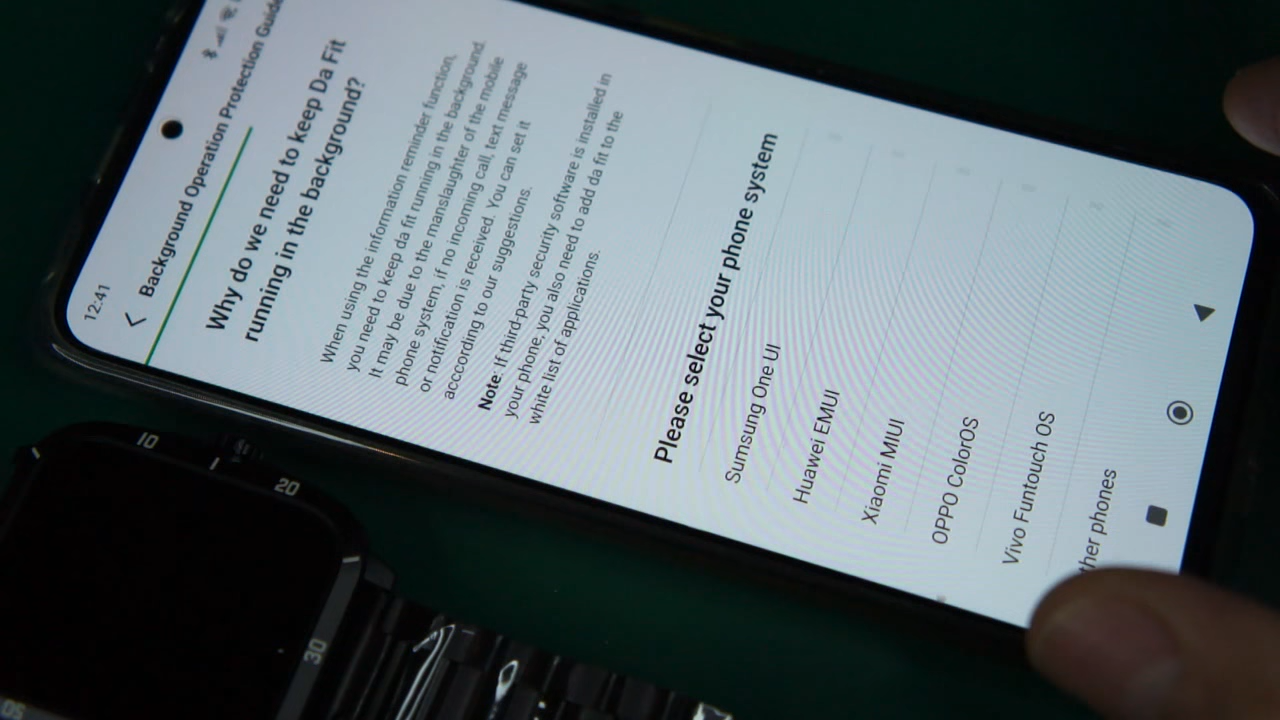 12:41
Background Operation Protection Guide
Why do we need to keep Da Fit
running in the background?
When using the information reminder function,
you need to keep da fit running in the background.
It may be due to the manslaughter of the mobile
phone system, if no incoming call, text message
or notification is received. You can set it
acccording to our suggestions.
Note: If third-party security software is installed in
your phone, you also need to add da fit to the
white list of applications.
Please select your phone system
Sumsung One UI
Huawei EMUI
Xiaomi MIUI
OPPO ColorOS
Vivo Funtouch OS
ther phones
10
20
30
50